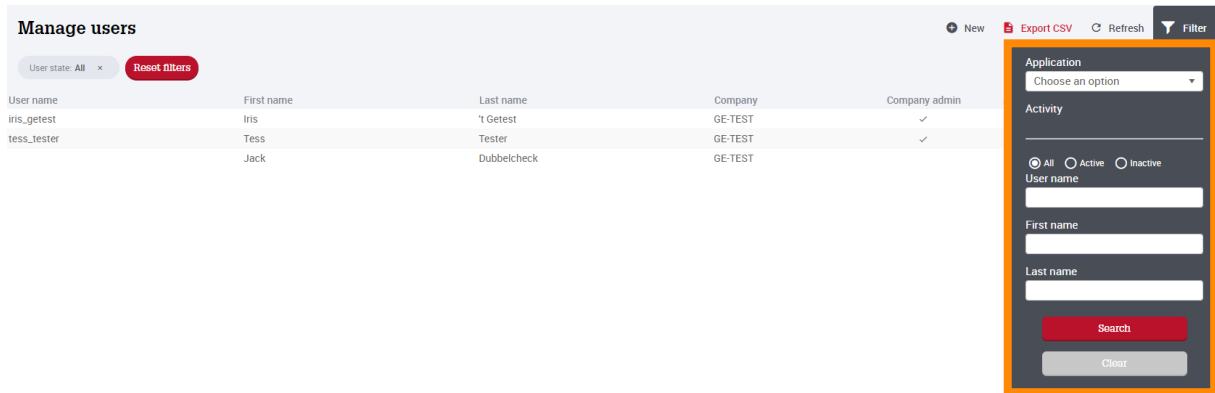 Manage users
New Export CSV Refresh Filter
User state: All × Reset filters
User name First name Last name Company Company admin
iris_getest Iris 't Getest GE-TEST ✓
tess_tester Tess Tester GE-TEST ✓
Jack Dubbelcheck GE-TEST
Application
Choose an option
Activity
All Active Inactive
User name
First name
Last name
Search
Clear